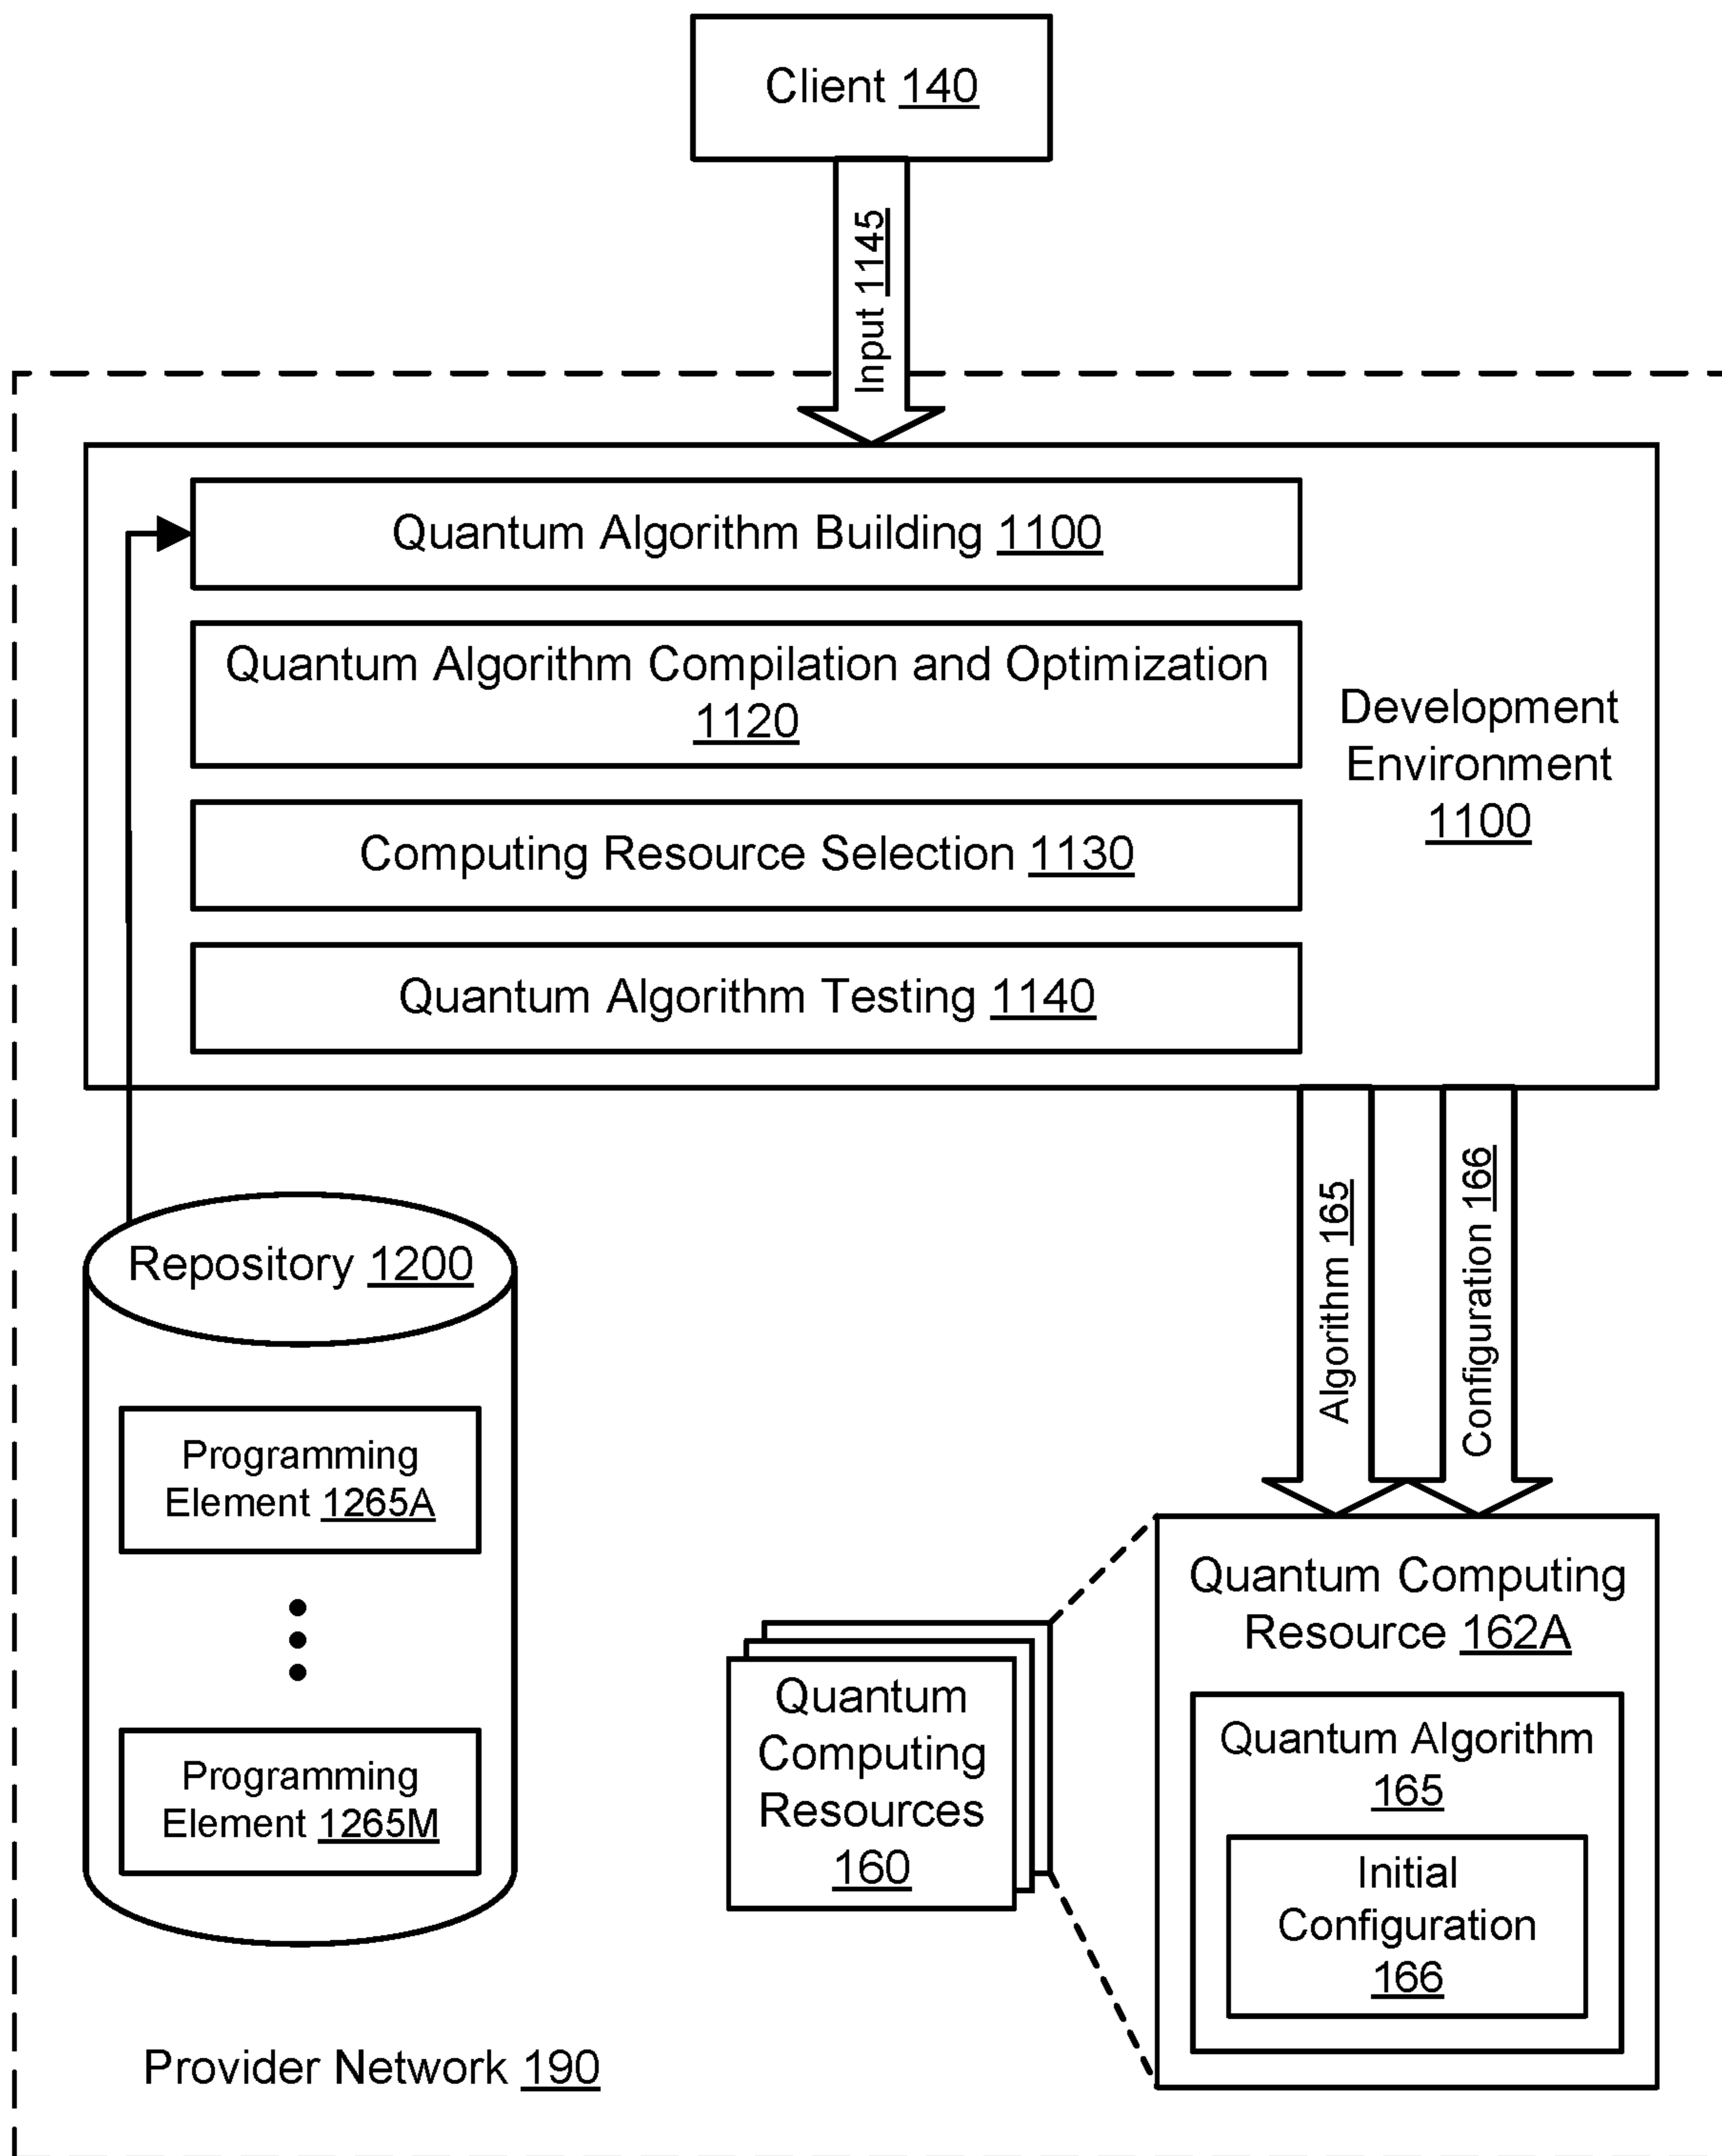 Client 140
Input 1145
Quantum Algorithm Building 1100
Quantum Algorithm Compilation and Optimization
1120
Computing Resource Selection 1130
Quantum Algorithm Testing 1140
Development
Environment
1100
Algorithm 165
Configuration 166
Repository 1200
Programming
Element 1265A
Programming
Element 1265M
Quantum
Computing
Resources
160
Quantum Computing
Resource 162A
Quantum Algorithm
165
Initial
Configuration
166
Provider Network 190